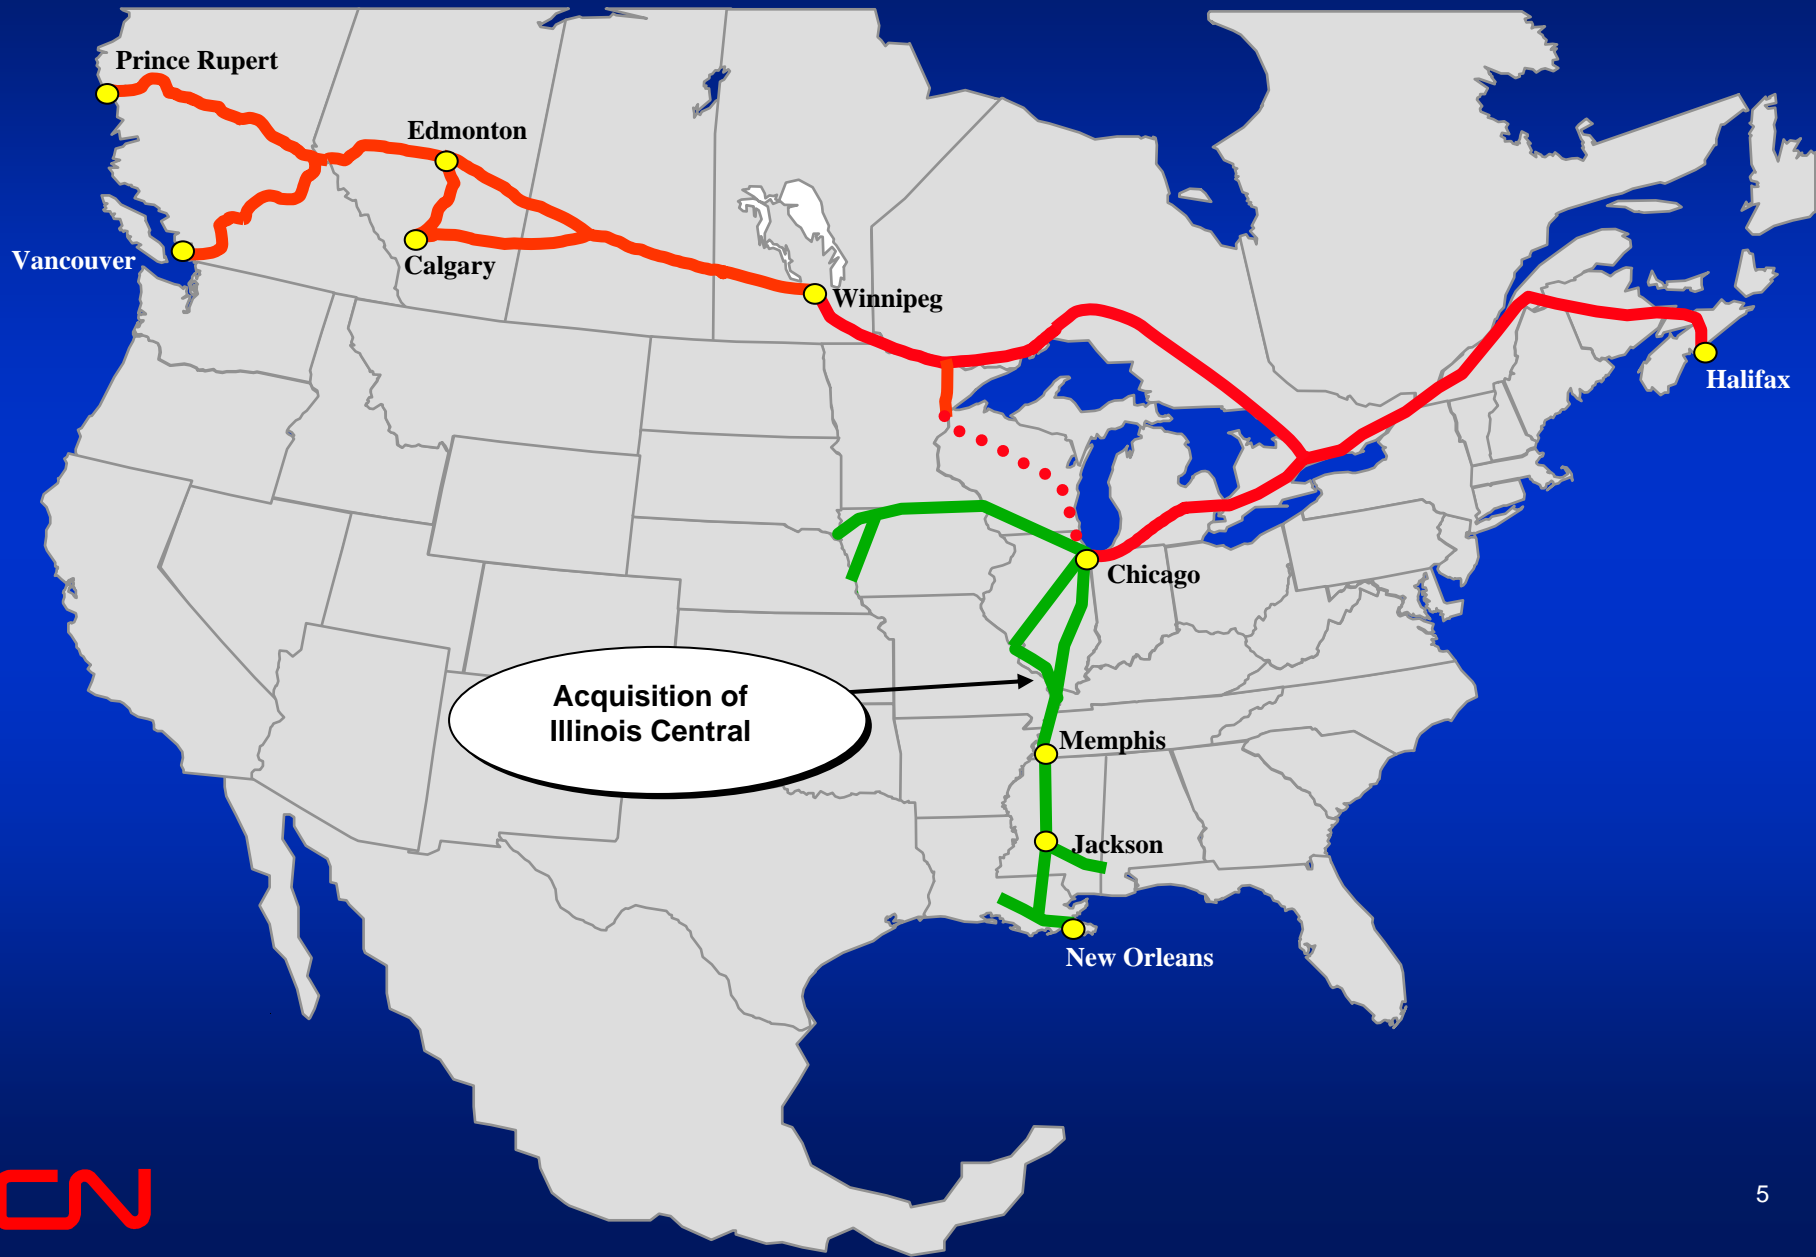 Prince Rupert
Edmonton
Vancouver
Calgary
Winnipeg
Halifax
Chicago
Acquisition of
Illinois Central
Memphis
Jackson
New Orleans
CN
5